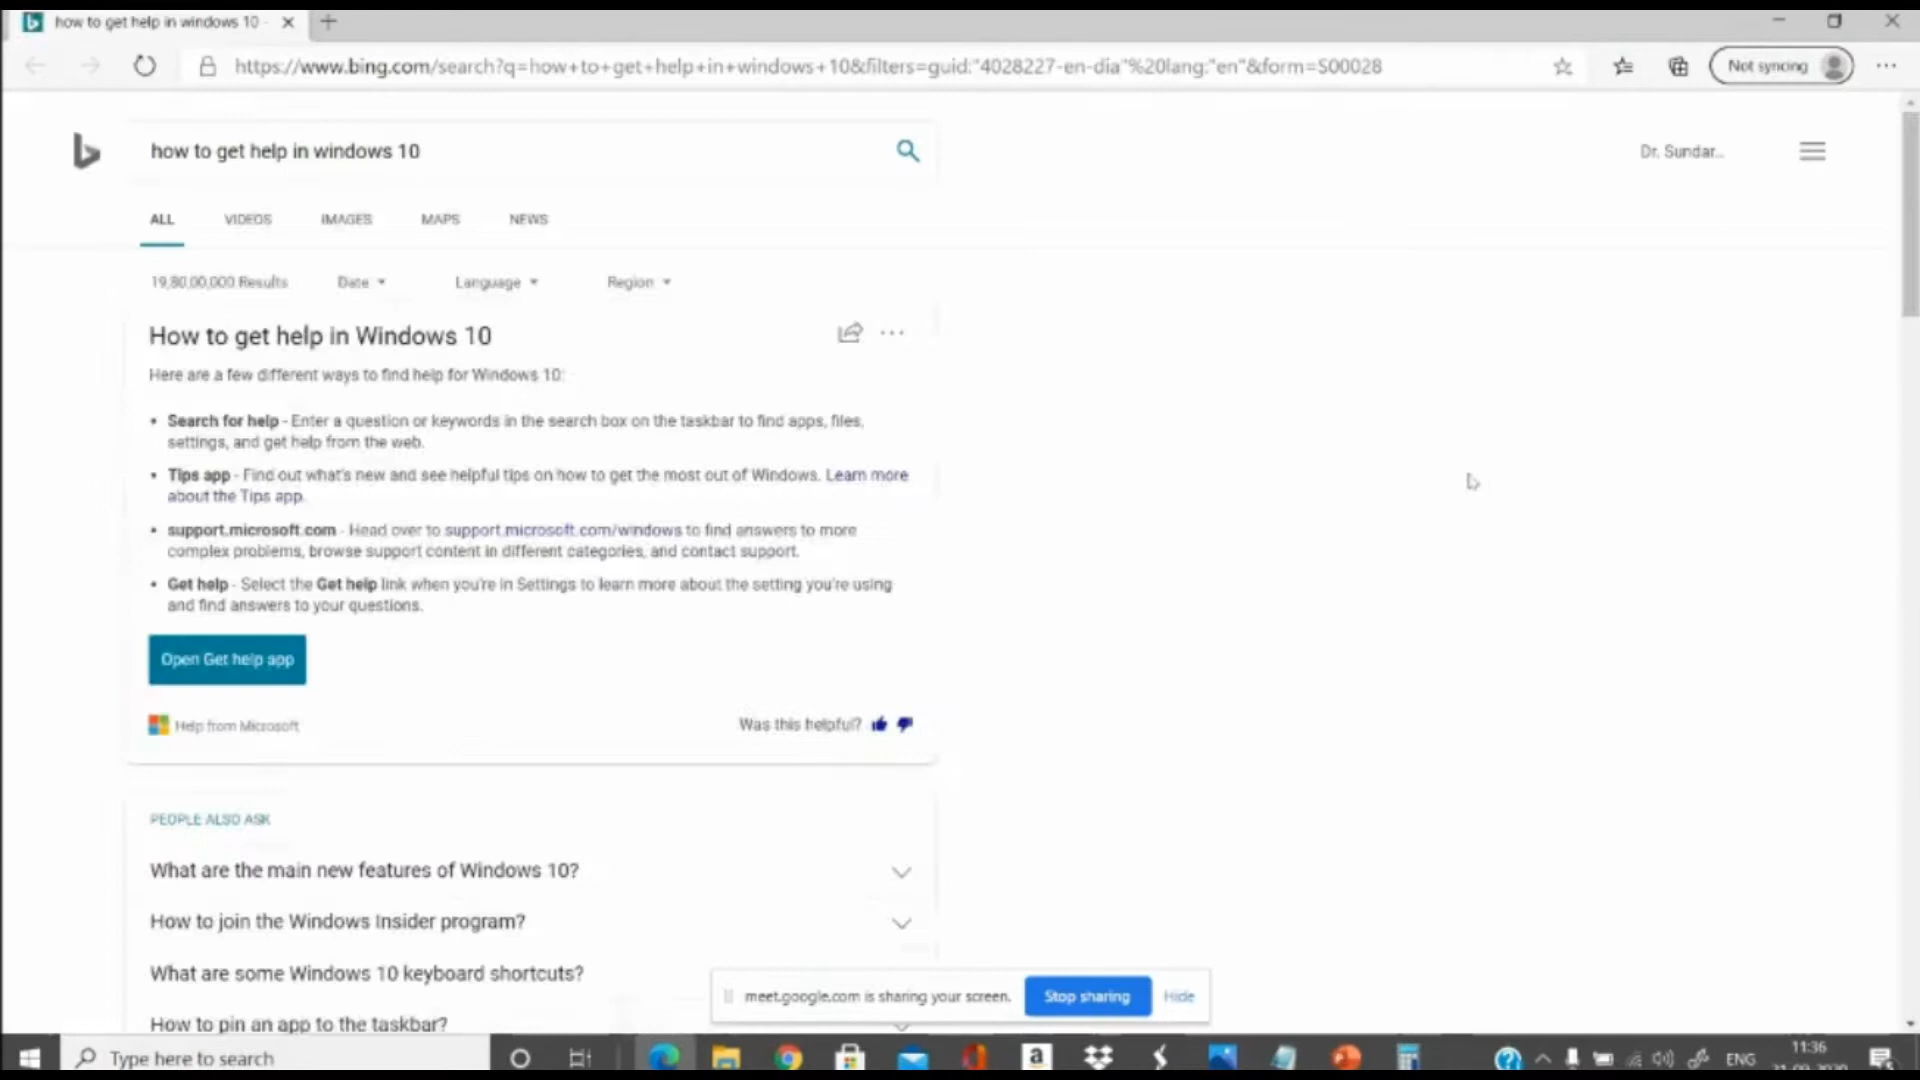 how to get help in windows 10 -
https://www.bing.com/search?q=how+to+get+help+in+windows+10&filters=guid:"4028227-en-dia"%20lang:"en"&form=S00028
Not syncing
how to get help in windows 10
Dr. Sundar...
ALL VIDEOS IMAGES MAPS NEWS
19,80,00,000 Results Date Language Region
How to get help in Windows 10
Here are a few different ways to find help for Windows 10:
• Search for help - Enter a question or keywords in the search box on the taskbar to find apps, files,
settings, and get help from the web.
• Tips app - Find out what's new and see helpful tips on how to get the most out of Windows. Learn more
about the Tips app.
• support.microsoft.com - Head over to support.microsoft.com/windows to find answers to more
complex problems, browse support content in different categories, and contact support.
• Get help - Select the Get help link when you're in Settings to learn more about the setting you're using
and find answers to your questions.
Open Get help app
Help from Microsoft
Was this helpful?
PEOPLE ALSO ASK
What are the main new features of Windows 10?
How to join the Windows Insider program?
What are some Windows 10 keyboard shortcuts?
meet.google.com is sharing your screen. Stop sharing Hide
How to pin an app to the taskbar?
Type here to search
ENG
11:36